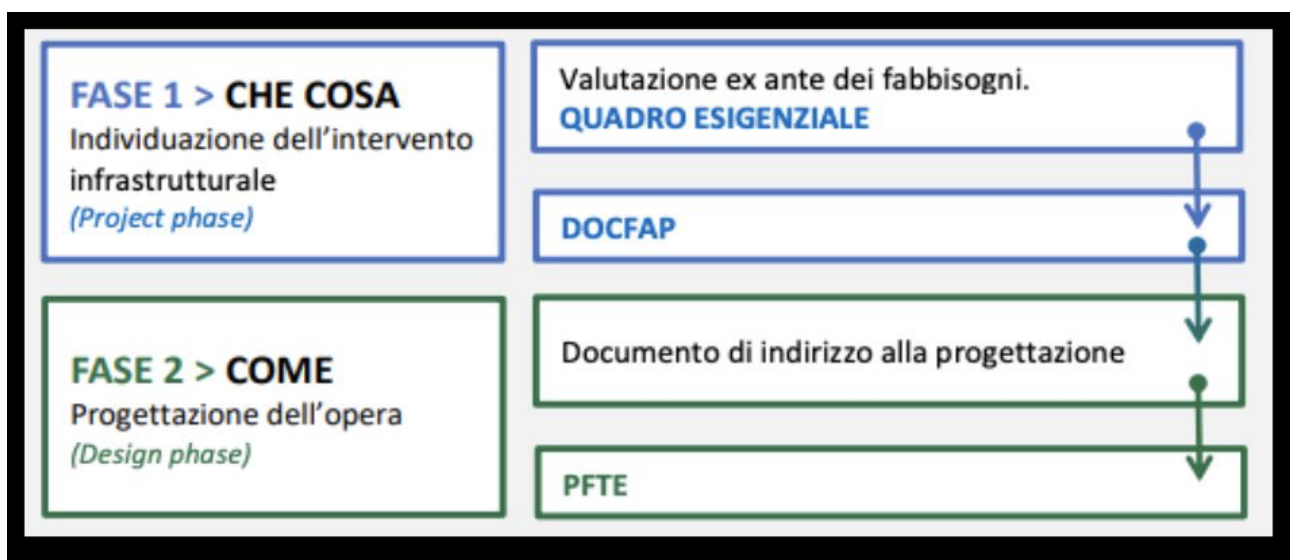 FASE 1 > CHE COSA
Individuazione dell'intervento
infrastrutturale
(Project phase)
Valutazione ex ante dei fabbisogni.
QUADRO ESIGENZIALE
DOCFAP
FASE 2 > COME
Progettazione dell'opera
(Design phase)
Documento di indirizzo alla progettazione
PFTE